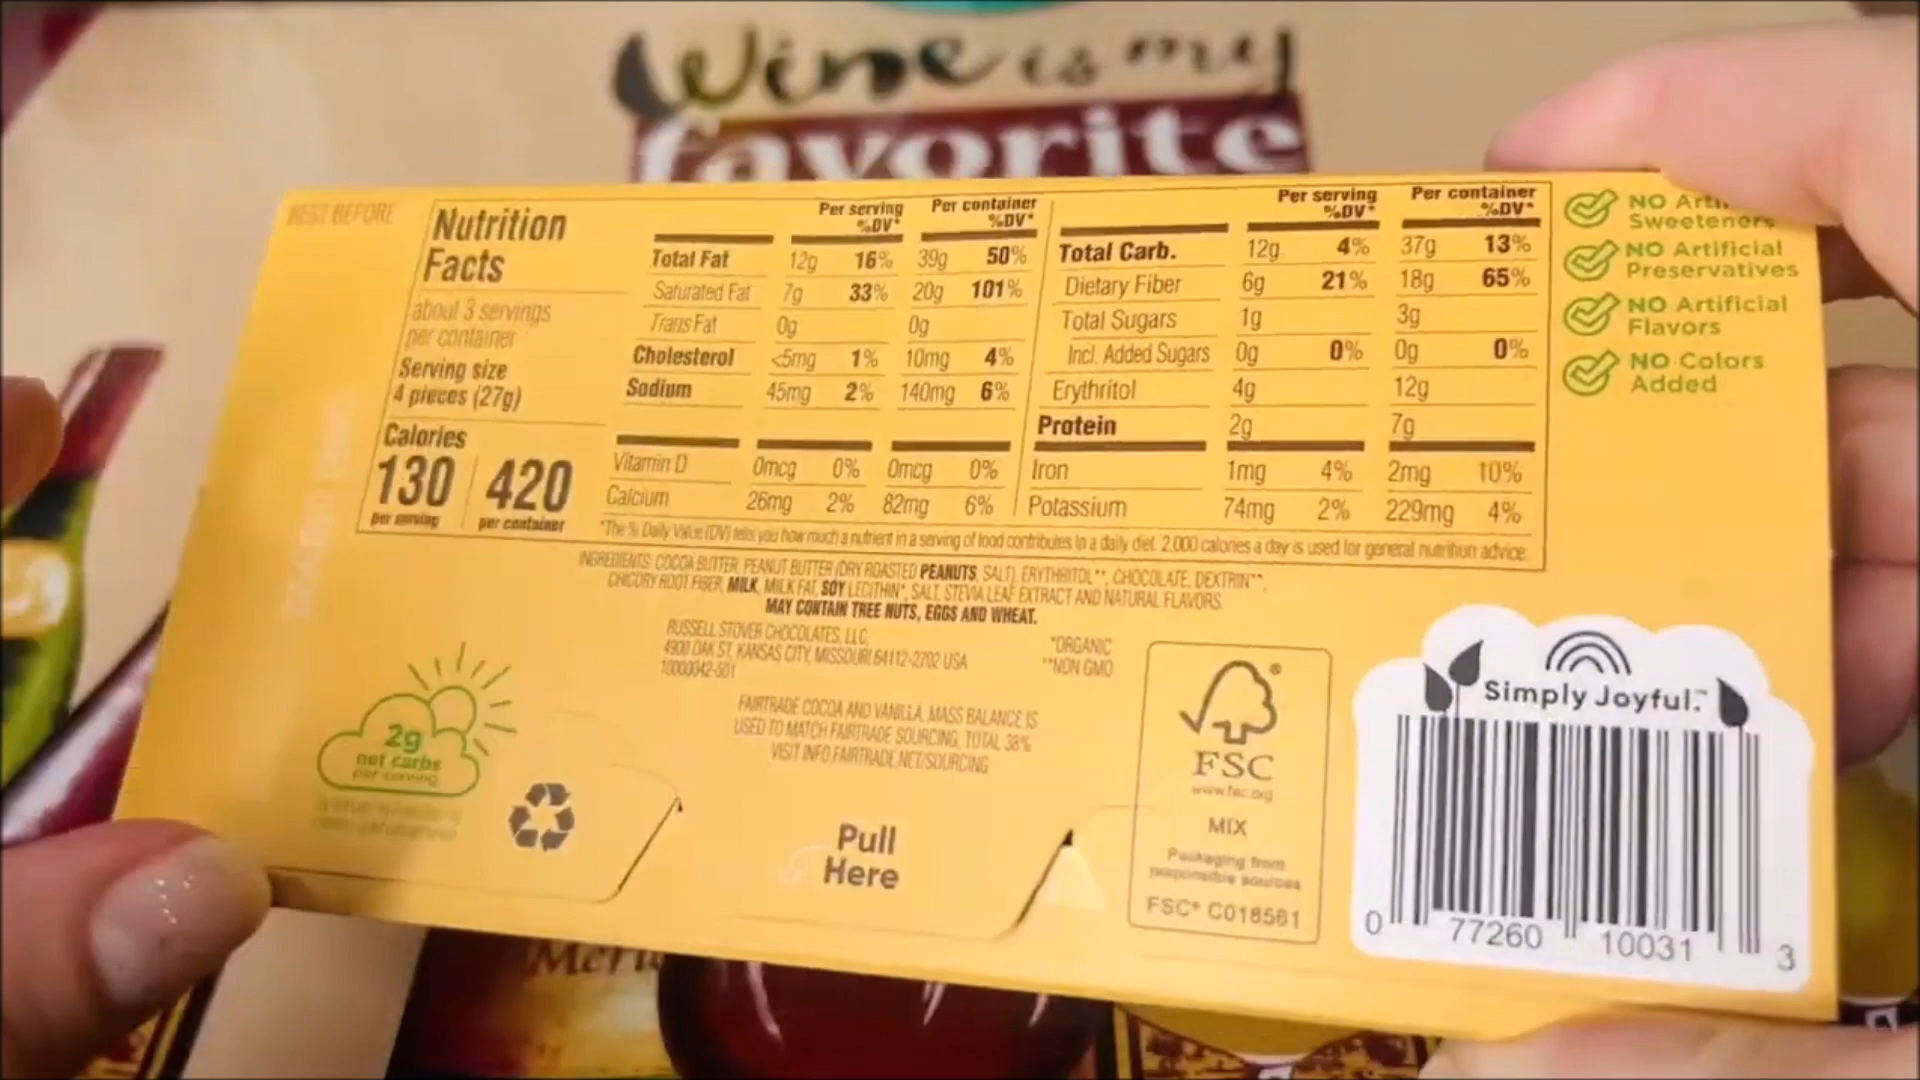 Wine is my
favorite
BEST BEFORE
Nutrition
Facts
about 3 servings
per container
Serving size
4 pieces (27g)
Calories
130 420
per serving per container
Per serving Per container
%DV* %DV*
Total Fat 12g 16% 39g 50%
Saturated Fat 7g 33% 20g 101%
Trans Fat 0g 0g
Cholesterol <5mg 1% 10mg 4%
Sodium 45mg 2% 140mg 6%
Vitamin D 0mcg 0% 0mcg 0%
Calcium 26mg 2% 82mg 6%
Per serving Per container
%DV* %DV*
Total Carb. 12g 4% 37g 13%
Dietary Fiber 6g 21% 18g 65%
Total Sugars 1g 3g
Incl. Added Sugars 0g 0% 0g 0%
Erythritol 4g 12g
Protein 2g 7g
Iron 1mg 4% 2mg 10%
Potassium 74mg 2% 229mg 4%
*The % Daily Value (DV) tells you how much a nutrient in a serving of food contributes to a daily diet. 2,000 calories a day is used for general nutrition advice.
NO
Sweeteners
NO Artificial
Preservatives
NO Artificial
Flavors
NO Colors
Added
INGREDIENTS: COCOA BUTTER, PEANUT BUTTER (DRY ROASTED PEANUTS, SALT), ERYTHRITOL**, CHOCOLATE, DEXTRIN**,
CHICORY ROOT FIBER, MILK, MILK FAT, SOY LECITHIN*, SALT, STEVIA LEAF EXTRACT AND NATURAL FLAVORS.
MAY CONTAIN TREE NUTS, EGGS AND WHEAT.
RUSSELL STOVER CHOCOLATES, LLC,
4900 OAK ST, KANSAS CITY, MISSOURI 64112-2702 USA
10000042-501
*ORGANIC
**NON GMO
FAIRTRADE COCOA AND VANILLA. MASS BALANCE IS
USED TO MATCH FAIRTRADE SOURCING, TOTAL 38%
VISIT INFO.FAIRTRADE.NET/SOURCING
2g
net carbs
per serving
Pull
Here
FSC®
www.fsc.org
MIX
Packaging from
responsible sources
FSC® C018561
Simply Joyful.™
0 77260 10031 3